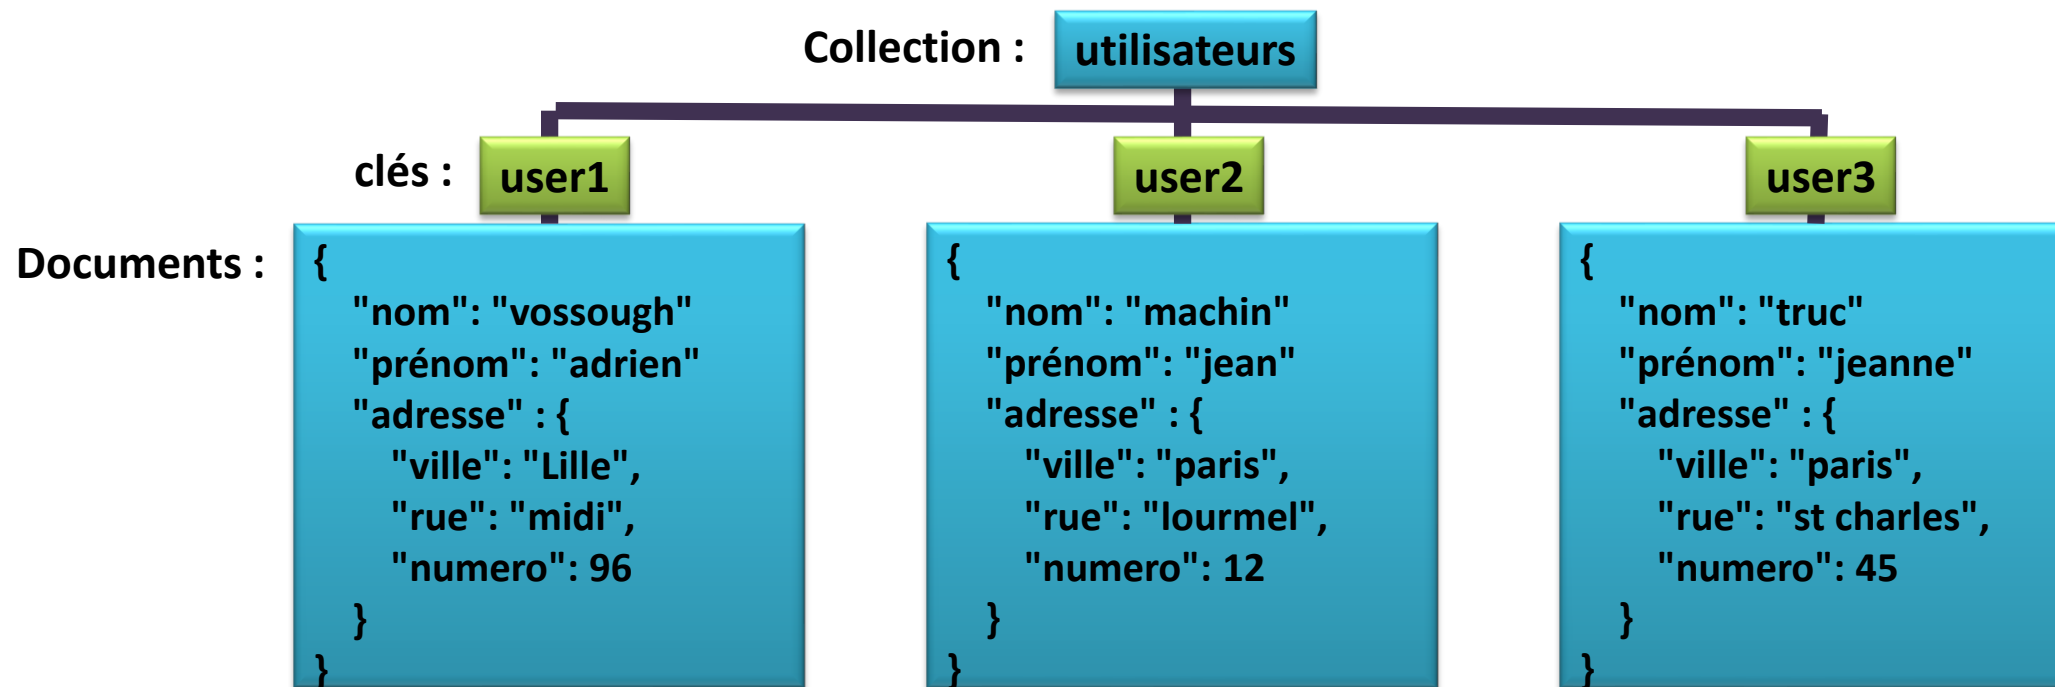 Collection :
utilisateurs
clés :
user1
user2
user3
Documents :
{
"nom": "vossough"
"prénom": "adrien"
"adresse" : {
"ville": "Lille",
"rue": "midi",
"numero": 96
}
}
{
"nom": "machin"
"prénom": "jean"
"adresse" : {
"ville": "paris",
"rue": "lourmel",
"numero": 12
}
}
{
"nom": "truc"
"prénom": "jeanne"
"adresse" : {
"ville": "paris",
"rue": "st charles",
"numero": 45
}
}